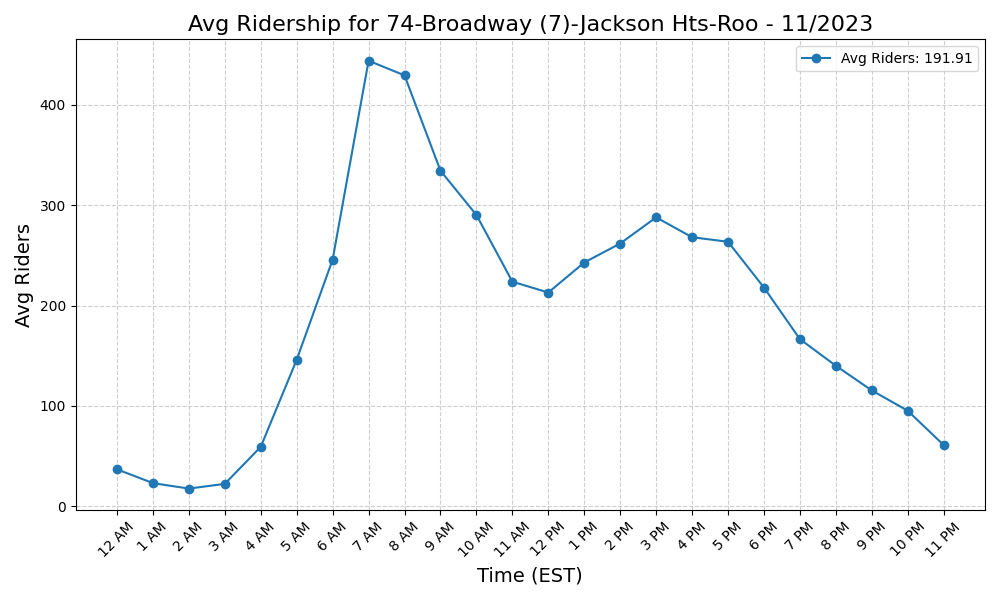 Avg Ridership for 74-Broadway (7)-Jackson Hts-Roo - 11/2023
Avg Riders: 191.91
Avg Riders
400
300
200
100
0
12 AM
1 AM
2 AM
3 AM
4 AM
5 AM
6 AM
7 AM
8 AM
9 AM
10 AM
11 AM
12 PM
1 PM
2 PM
3 PM
4 PM
5 PM
6 PM
7 PM
8 PM
9 PM
10 PM
11 PM
Time (EST)